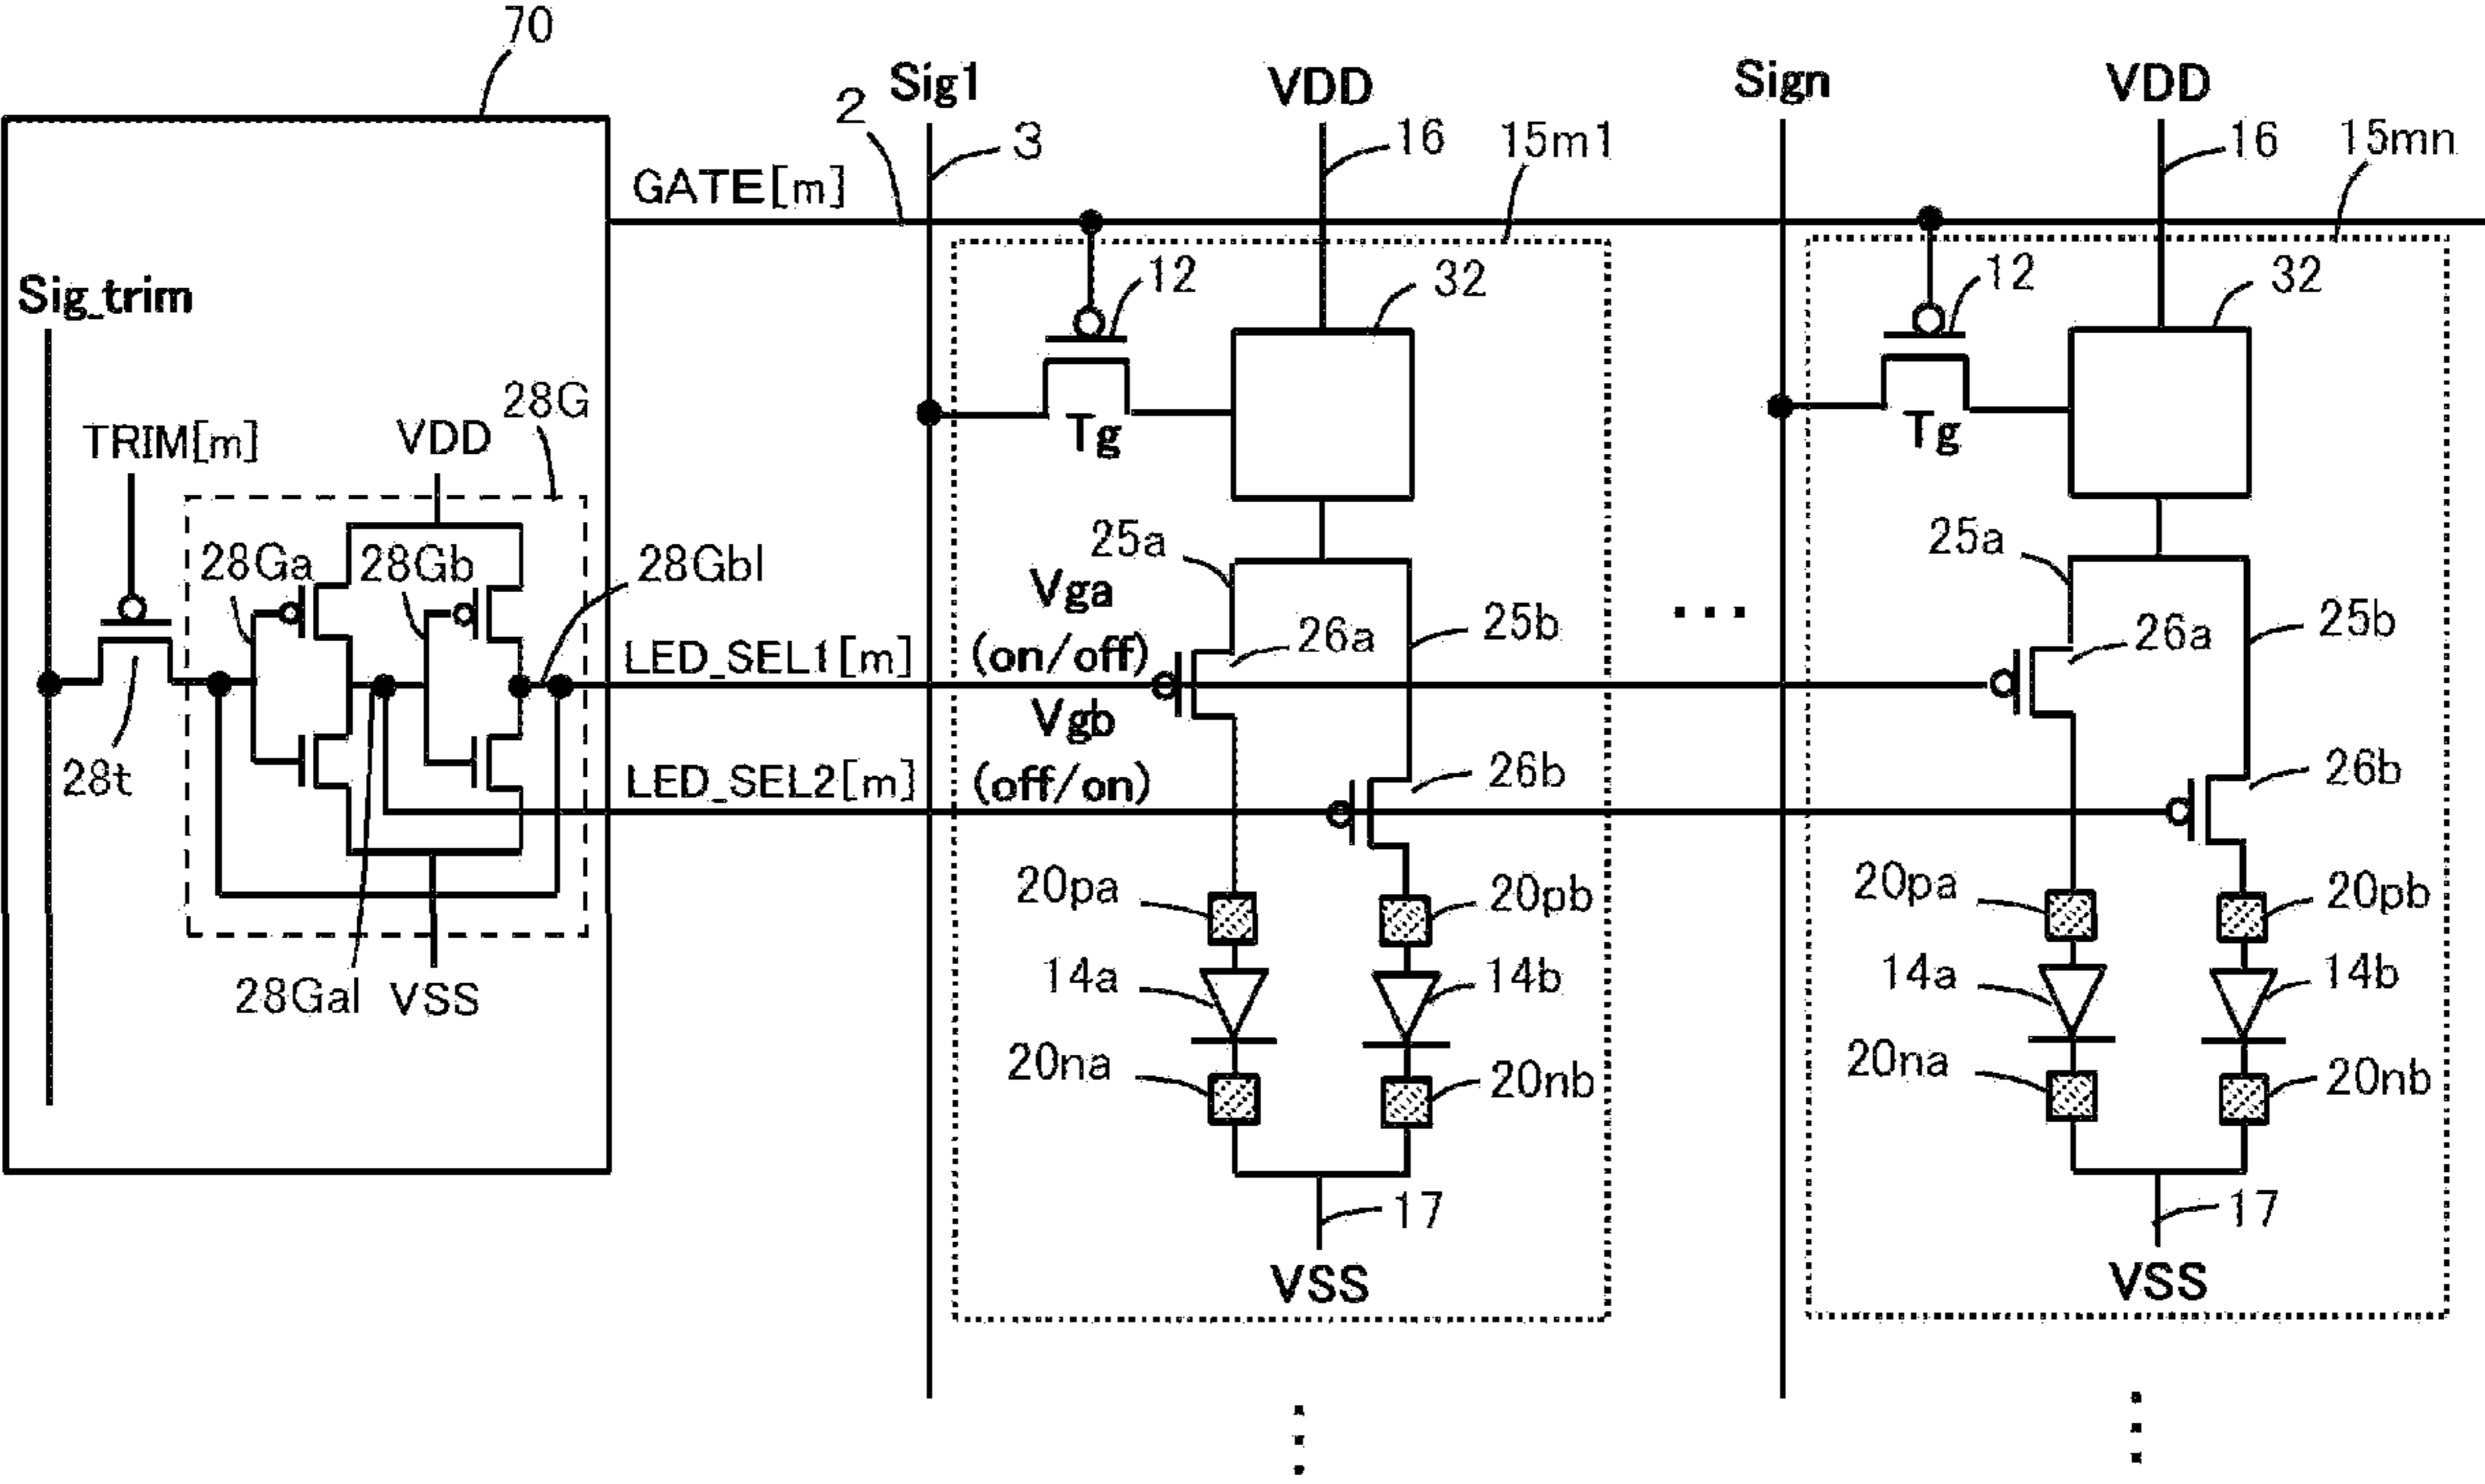 70
Sig1
VDD
Sign
VDD
2
3
16
15m1
16
15mn
GATE[m]
12
32
12
32
Sig_trim
28G
TRIM[m]
VDD
Tg
Tg
28Ga
28Gb
28Gbl
25a
25a
Vga
(on/off)
26a
25b
...
26a
25b
LED_SEL1[m]
Vgb
(off/on)
28t
LED_SEL2[m]
26b
26b
20pa
20pb
20pa
20pb
28Gal
VSS
14a
14b
14a
14b
20na
20nb
20na
20nb
17
17
VSS
VSS